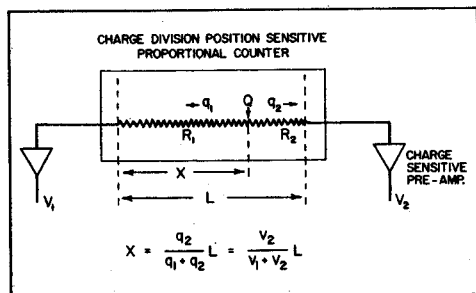 CHARGE DIVISION POSITION SENSITIVE
PROPORTIONAL COUNTER
q1 Q q2
R1 R2
X
L
V1
CHARGE
SENSITIVE
PRE-AMP.
V2
X = q2 / (q1 + q2) L = V2 / (V1 + V2) L